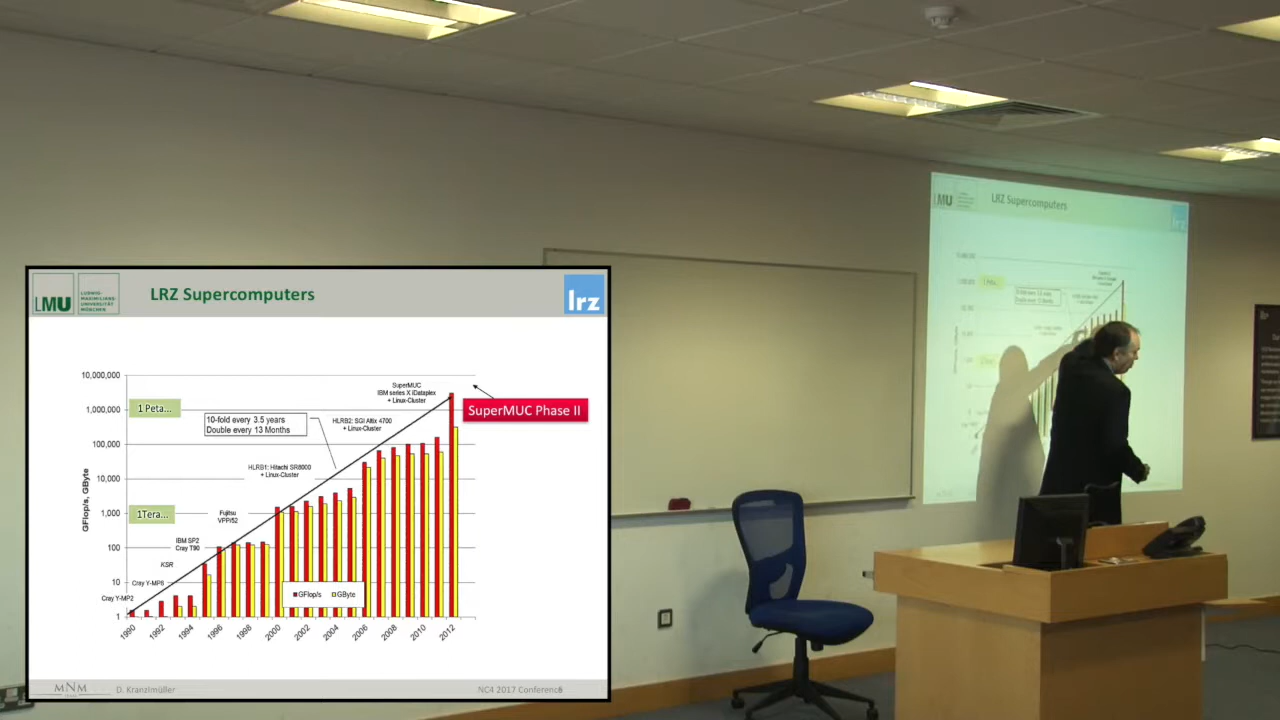 LMU
LUDWIG-
MAXIMILIANS-
UNIVERSITÄT
MÜNCHEN
LRZ Supercomputers
lrz
10,000,000
1,000,000
100,000
10,000
1,000
100
10
1
GFlop/s, GByte
1 Peta...
1Tera...
10-fold every 3.5 years
Double every 13 Months
SuperMUC
IBM series X iDataplex
+ Linux-Cluster
SuperMUC Phase II
HLRB2: SGI Altix 4700
+ Linux-Cluster
HLRB1: Hitachi SR8000
+ Linux-Cluster
Fujitsu
VPP/52
IBM SP2
Cray T90
KSR
Cray Y-MP8
Cray Y-MP2
GFlop/s
GByte
1990
1992
1994
1996
1998
2000
2002
2004
2006
2008
2010
2012
MNM
D. Kranzlmüller
NC4 2017 Conference
6
LMU
LRZ Supercomputers
lrz